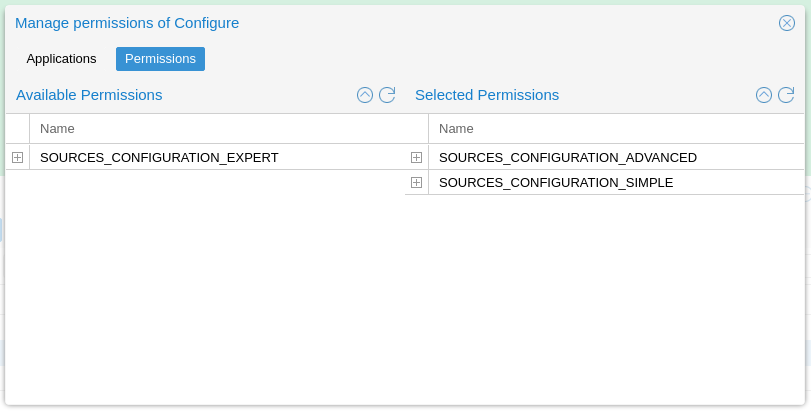 Manage permissions of Configure
Applications
Permissions
Available Permissions
Selected Permissions
Name
Name
SOURCES_CONFIGURATION_EXPERT
SOURCES_CONFIGURATION_ADVANCED
SOURCES_CONFIGURATION_SIMPLE